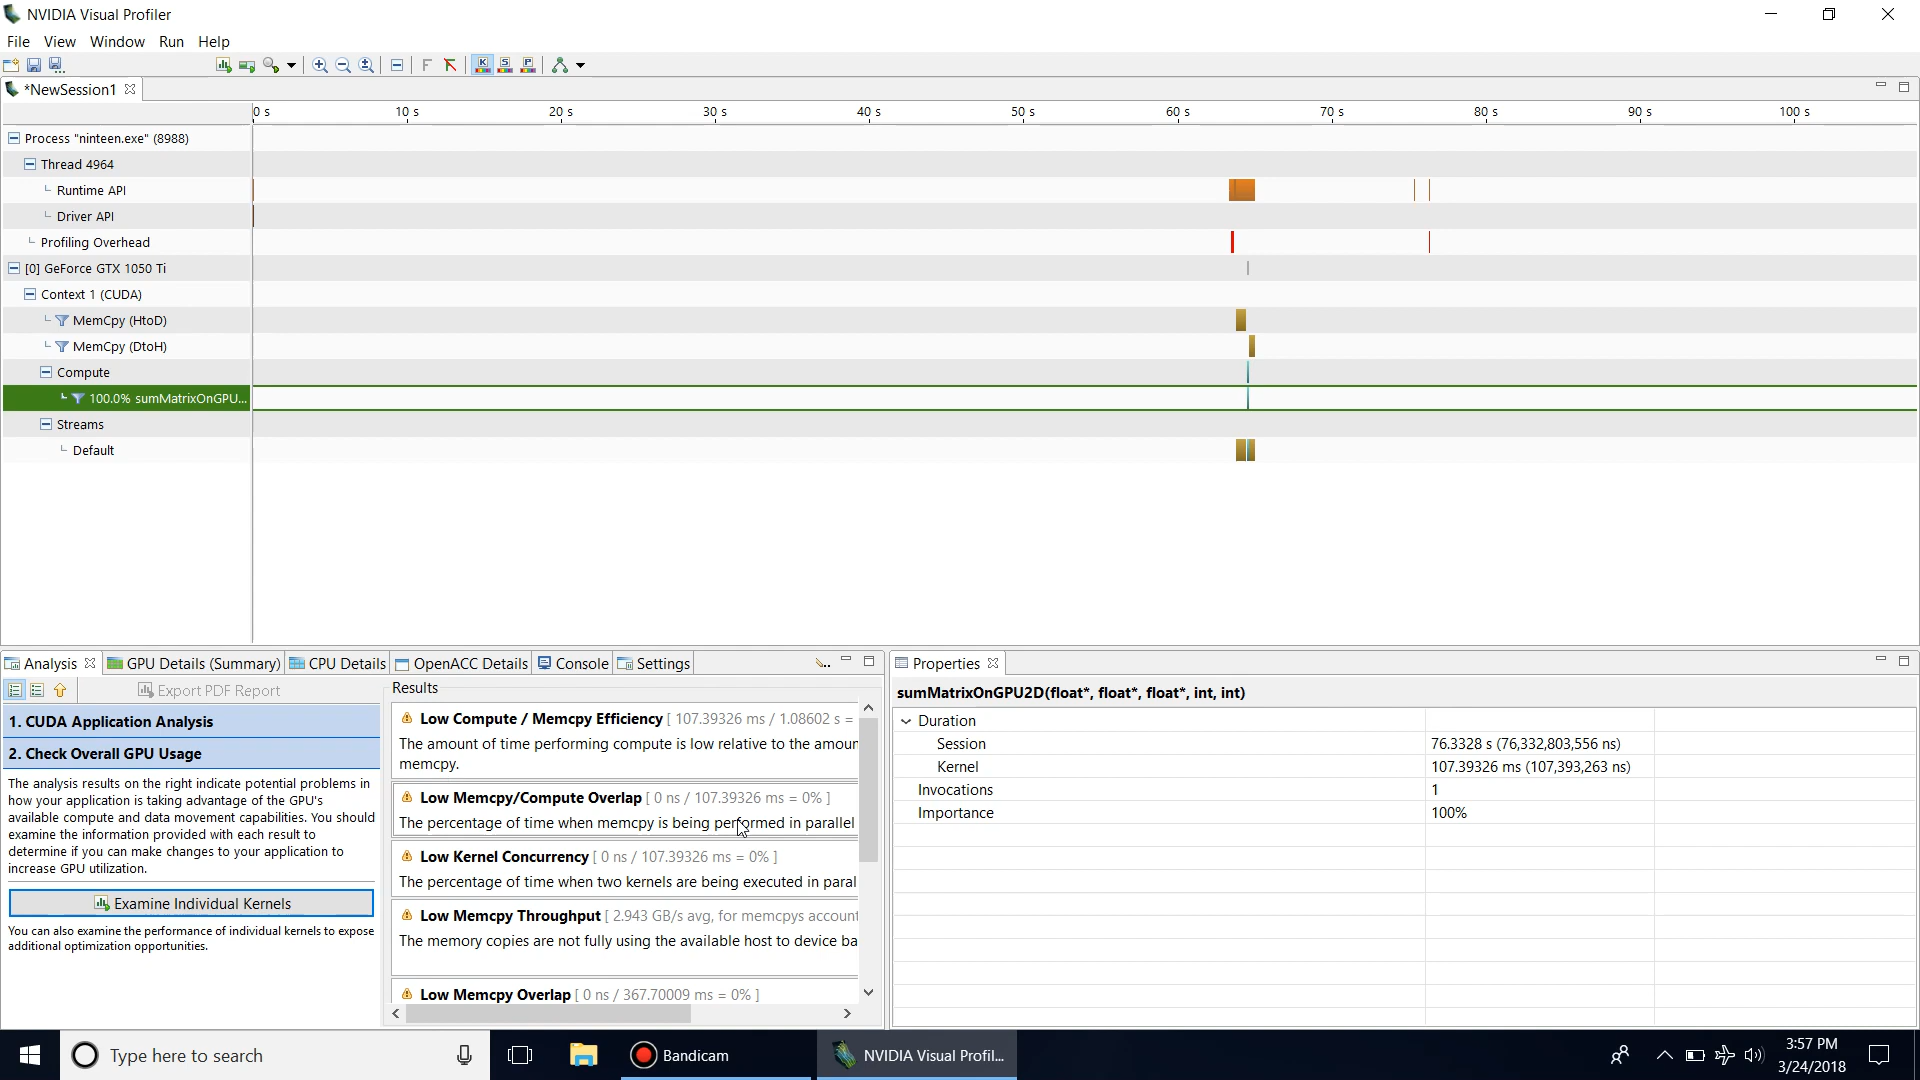 NVIDIA Visual Profiler
File View Window Run Help
*NewSession1
0 s 10 s 20 s 30 s 40 s 50 s 60 s 70 s 80 s 90 s 100 s
Process "ninteen.exe" (8988)
Thread 4964
Runtime API
Driver API
Profiling Overhead
[0] GeForce GTX 1050 Ti
Context 1 (CUDA)
MemCpy (HtoD)
MemCpy (DtoH)
Compute
100.0% sumMatrixOnGPU...
Streams
Default
Analysis GPU Details (Summary) CPU Details OpenACC Details Console Settings
Export PDF Report
1. CUDA Application Analysis
2. Check Overall GPU Usage
The analysis results on the right indicate potential problems in
how your application is taking advantage of the GPU's
available compute and data movement capabilities. You should
examine the information provided with each result to
determine if you can make changes to your application to
increase GPU utilization.
Examine Individual Kernels
You can also examine the performance of individual kernels to expose
additional optimization opportunities.
Results
Low Compute / Memcpy Efficiency [ 107.39326 ms / 1.08602 s =
The amount of time performing compute is low relative to the amour
memcpy.
Low Memcpy/Compute Overlap [ 0 ns / 107.39326 ms = 0% ]
The percentage of time when memcpy is being performed in parallel
Low Kernel Concurrency [ 0 ns / 107.39326 ms = 0% ]
The percentage of time when two kernels are being executed in paral
Low Memcpy Throughput [ 2.943 GB/s avg, for memcpys account
The memory copies are not fully using the available host to device ba
Low Memcpy Overlap [ 0 ns / 367.70009 ms = 0% ]
Properties
sumMatrixOnGPU2D(float*, float*, float*, int, int)
Duration
Session 76.3328 s (76,332,803,556 ns)
Kernel 107.39326 ms (107,393,263 ns)
Invocations 1
Importance 100%
Type here to search
Bandicam
NVIDIA Visual Profil...
3:57 PM
3/24/2018